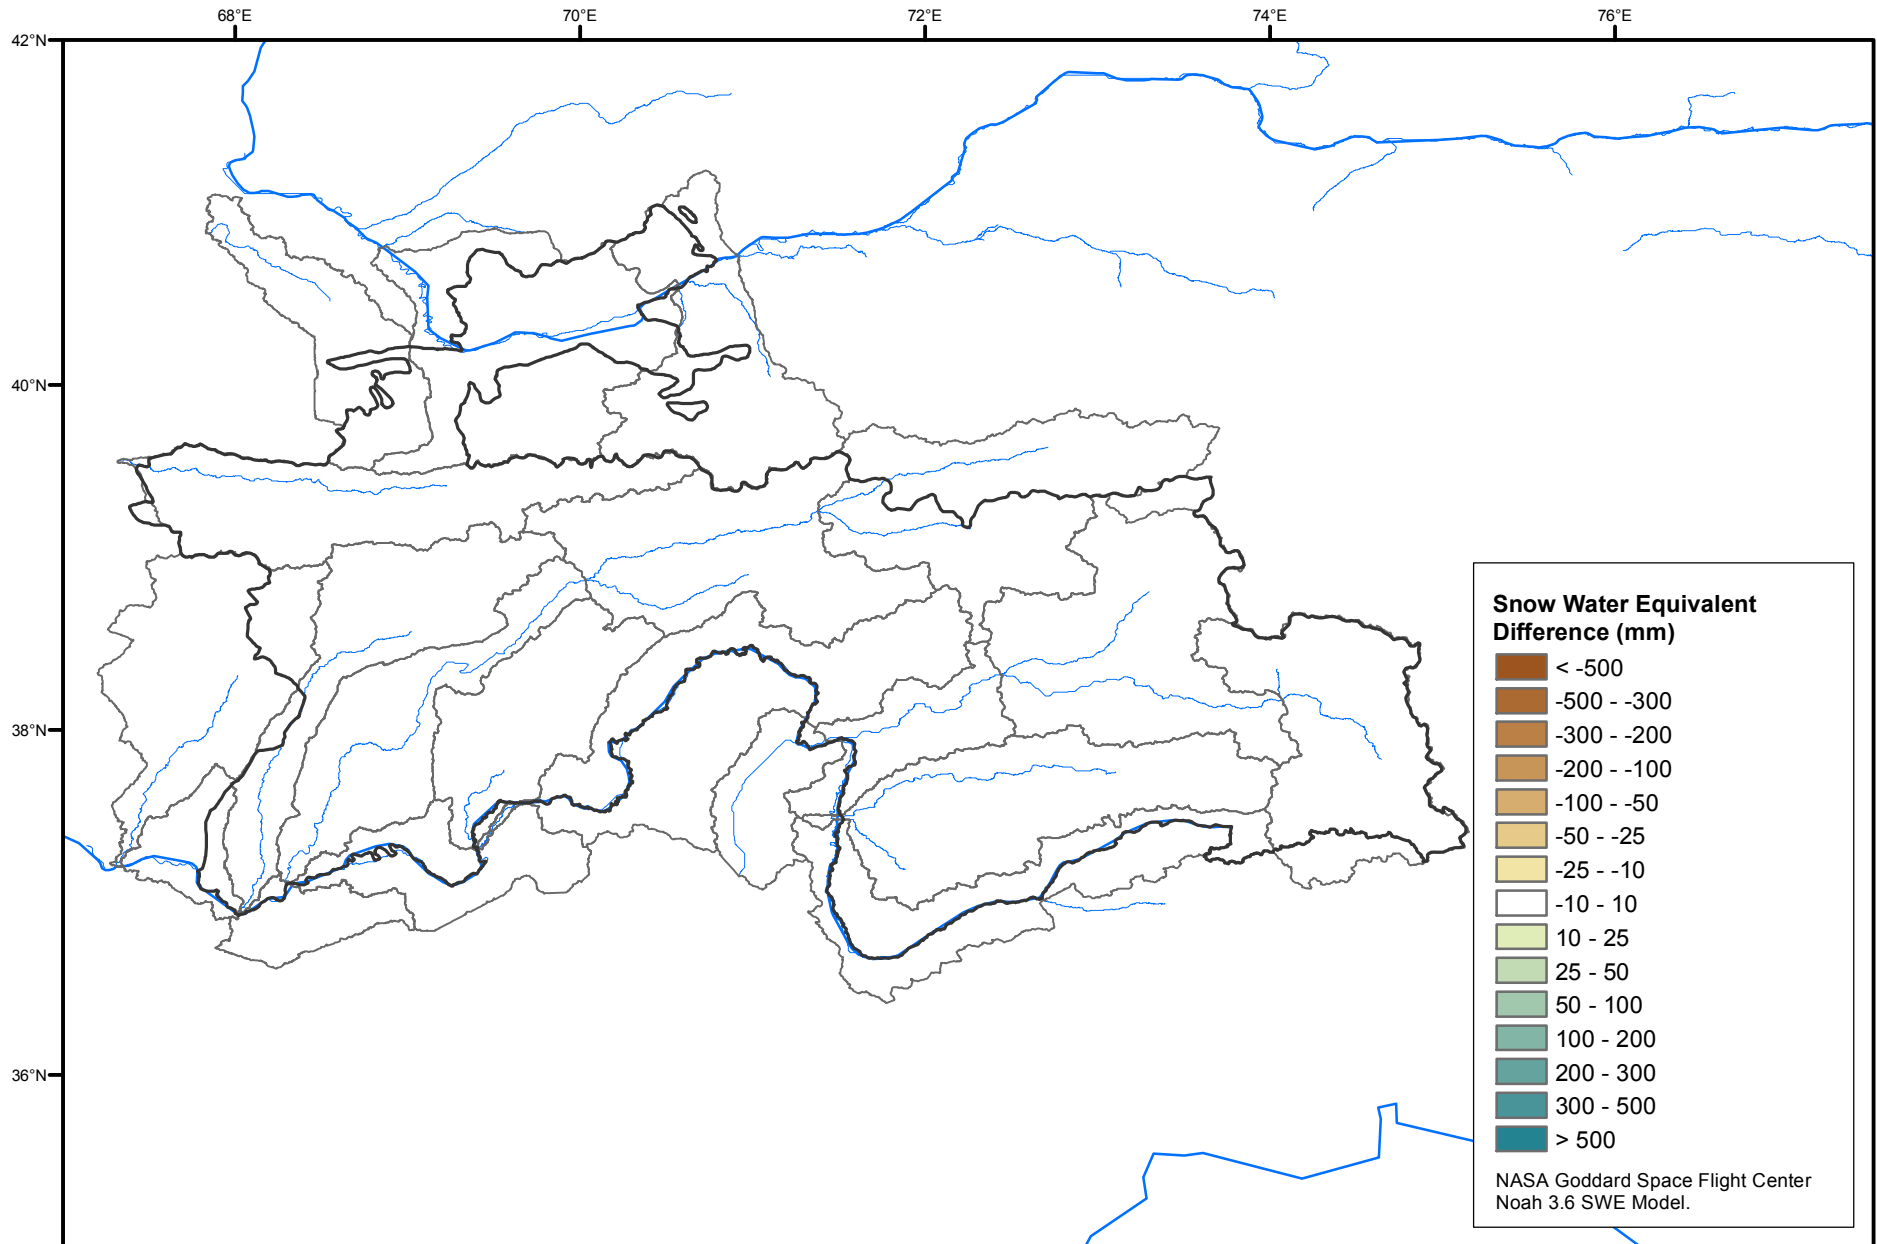 68°E
70°E
72°E
74°E
76°E
42°N
40°N
38°N
36°N
Snow Water Equivalent
Difference (mm)
< -500
-500 - -300
-300 - -200
-200 - -100
-100 - -50
-50 - -25
-25 - -10
-10 - 10
10 - 25
25 - 50
50 - 100
100 - 200
200 - 300
300 - 500
> 500
NASA Goddard Space Flight Center
Noah 3.6 SWE Model.